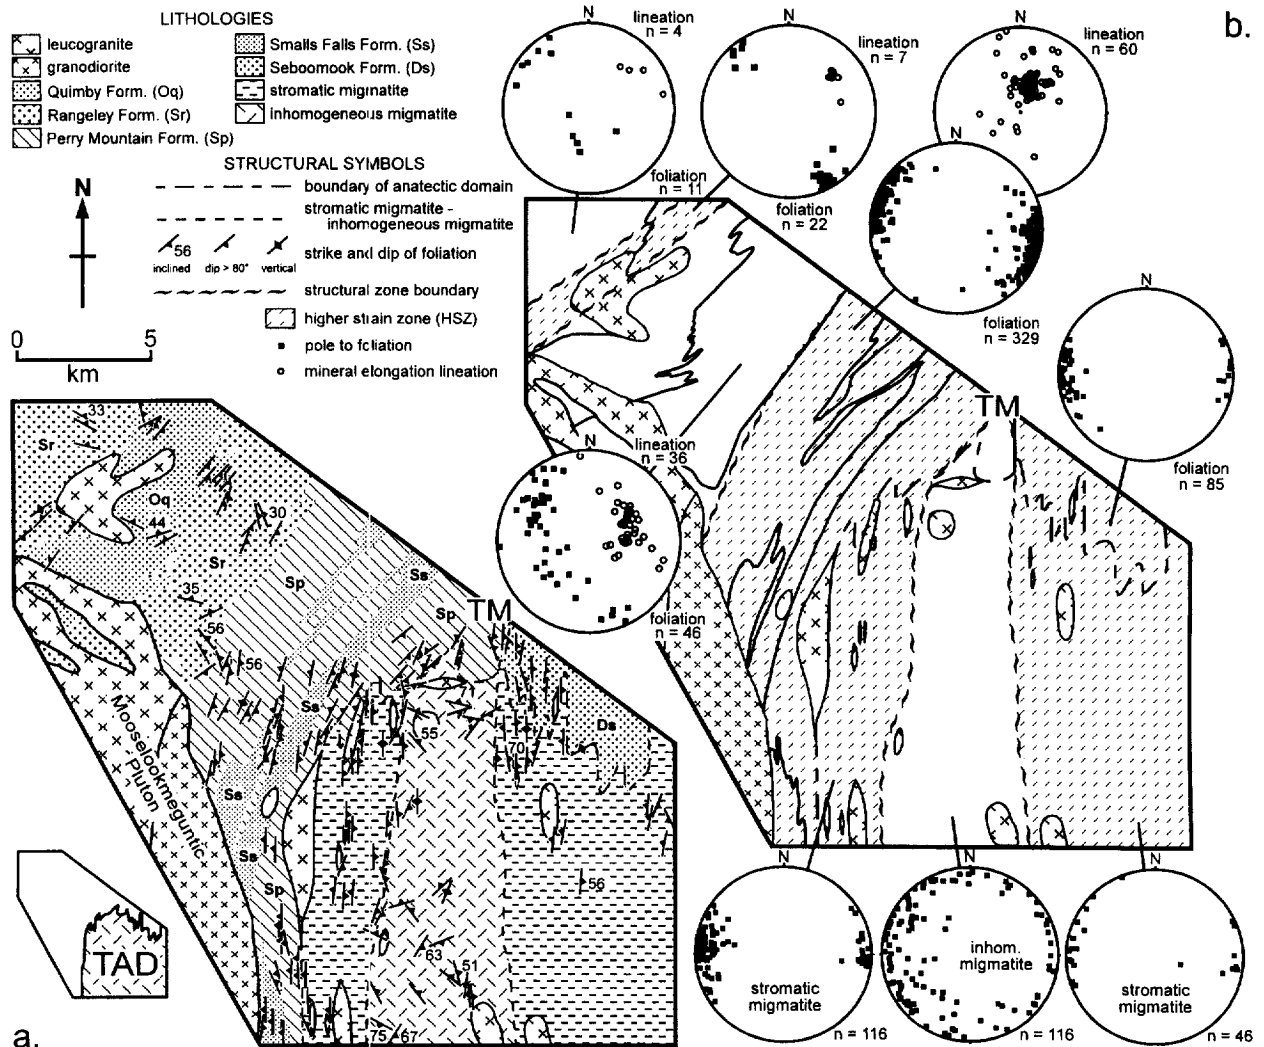 LITHOLOGIES
leucogranite
granodiorite
Quimby Form. (Oq)
Rangeley Form. (Sr)
Perry Mountain Form. (Sp)
Smalls Falls Form. (Ss)
Seboomook Form. (Ds)
stromatic migmatite
inhomogeneous migmatite
STRUCTURAL SYMBOLS
boundary of anatectic domain
stromatic migmatite -
inhomogeneous migmatite
56
inclined
dip > 80°
vertical
strike and dip of foliation
structural zone boundary
higher strain zone (HSZ)
pole to foliation
mineral elongation lineation
N
0
5
km
b.
N
lineation
n = 4
foliation
n = 11
N
lineation
n = 7
foliation
n = 22
N
lineation
n = 60
N
foliation
n = 329
N
foliation
n = 85
TM
N
lineation
n = 36
foliation
n = 46
33
Sr
Oq
44
30
Sr
Sp
Ss
35
Sp
TM
56
56
Ss
55
70
Ds
Mooselookmeguntic
Pluton
Ss
Ss
Sp
56
63
51
75
67
TAD
a.
N
stromatic
migmatite
n = 116
N
inhom.
migmatite
n = 116
N
stromatic
migmatite
n = 46